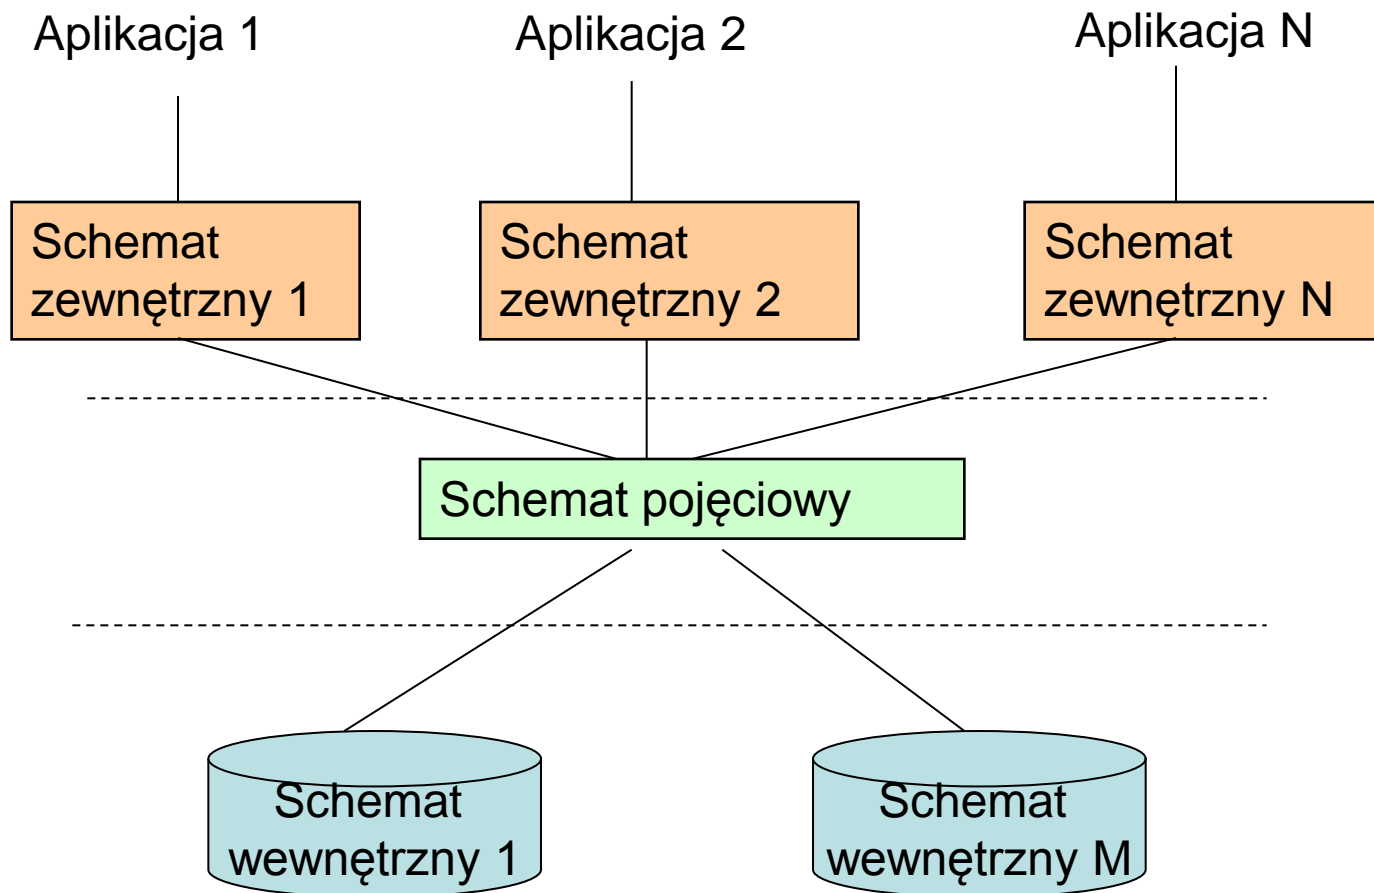 Aplikacja 1
Aplikacja 2
Aplikacja N
Schemat
zewnętrzny 1
Schemat
zewnętrzny 2
Schemat
zewnętrzny N
Schemat pojęciowy
Schemat
wewnętrzny 1
Schemat
wewnętrzny M